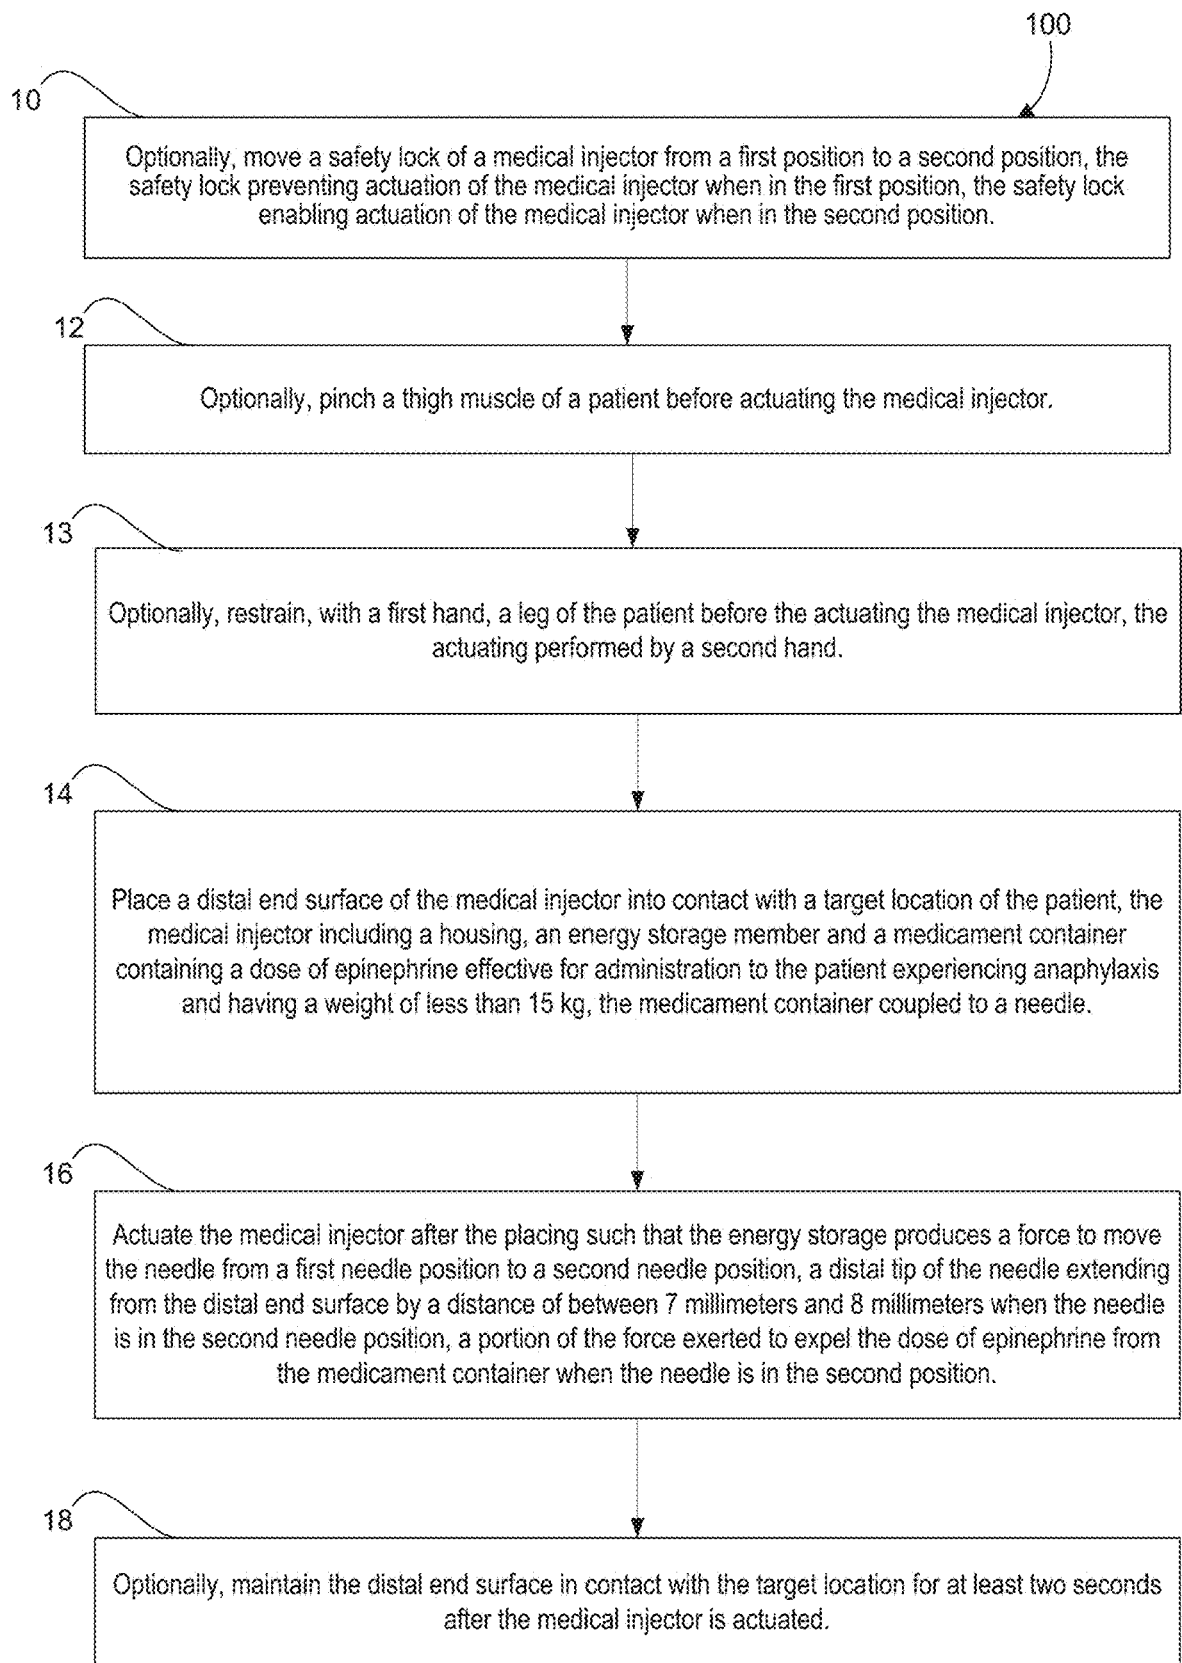 100
10
Optionally, move a safety lock of a medical injector from a first position to a second position, the
safety lock preventing actuation of the medical injector when in the first position, the safety lock
enabling actuation of the medical injector when in the second position.
12
Optionally, pinch a thigh muscle of a patient before actuating the medical injector.
13
Optionally, restrain, with a first hand, a leg of the patient before the actuating the medical injector, the
actuating performed by a second hand.
14
Place a distal end surface of the medical injector into contact with a target location of the patient, the
medical injector including a housing, an energy storage member and a medicament container
containing a dose of epinephrine effective for administration to the patient experiencing anaphylaxis
and having a weight of less than 15 kg, the medicament container coupled to a needle.
16
Actuate the medical injector after the placing such that the energy storage produces a force to move
the needle from a first needle position to a second needle position, a distal tip of the needle extending
from the distal end surface by a distance of between 7 millimeters and 8 millimeters when the needle
is in the second needle position, a portion of the force exerted to expel the dose of epinephrine from
the medicament container when the needle is in the second position.
18
Optionally, maintain the distal end surface in contact with the target location for at least two seconds
after the medical injector is actuated.